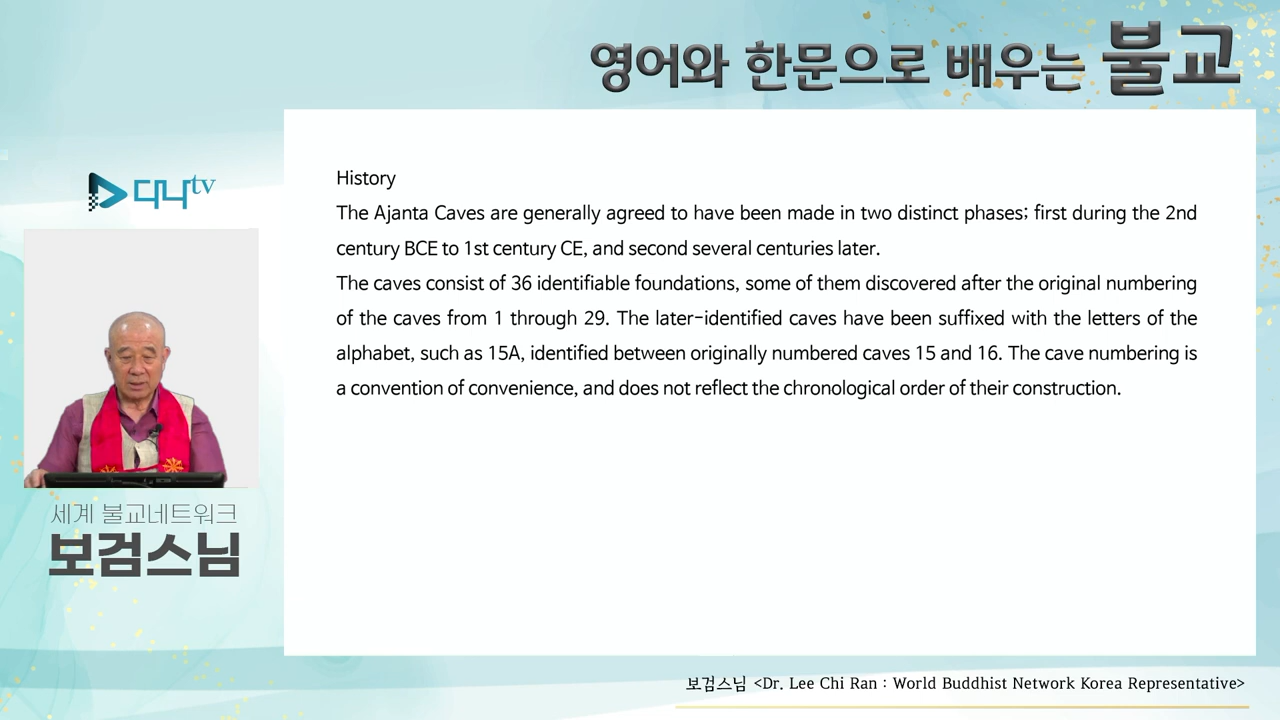 영어와 한문으로 배우는 불교
디나tv
History
The Ajanta Caves are generally agreed to have been made in two distinct phases; first during the 2nd
century BCE to 1st century CE, and second several centuries later.
The caves consist of 36 identifiable foundations, some of them discovered after the original numbering
of the caves from 1 through 29. The later-identified caves have been suffixed with the letters of the
alphabet, such as 15A, identified between originally numbered caves 15 and 16. The cave numbering is
a convention of convenience, and does not reflect the chronological order of their construction.
세계 불교네트워크
보검스님
보검스님 <Dr. Lee Chi Ran : World Buddhist Network Korea Representative>